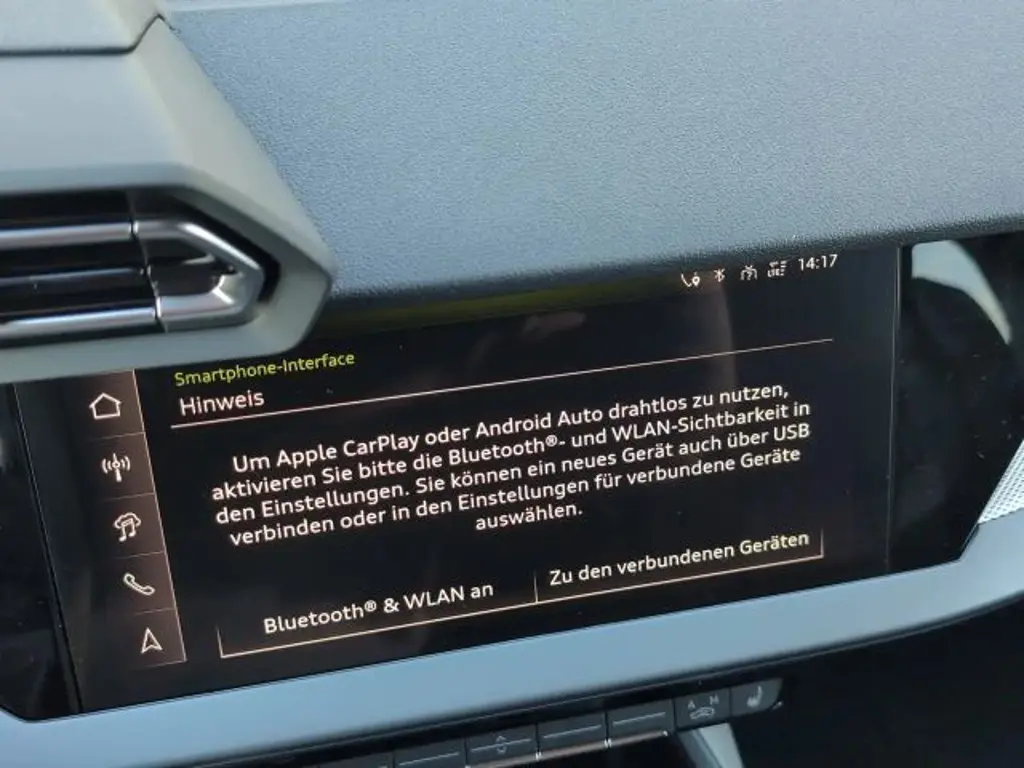 14:17
Smartphone-Interface
Hinweis
Um Apple CarPlay oder Android Auto drahtlos zu nutzen,
aktivieren Sie bitte die Bluetooth®- und WLAN-Sichtbarkeit in
den Einstellungen. Sie können ein neues Gerät auch über USB
verbinden oder in den Einstellungen für verbundene Geräte
auswählen.
Bluetooth® & WLAN an
Zu den verbundenen Geräten